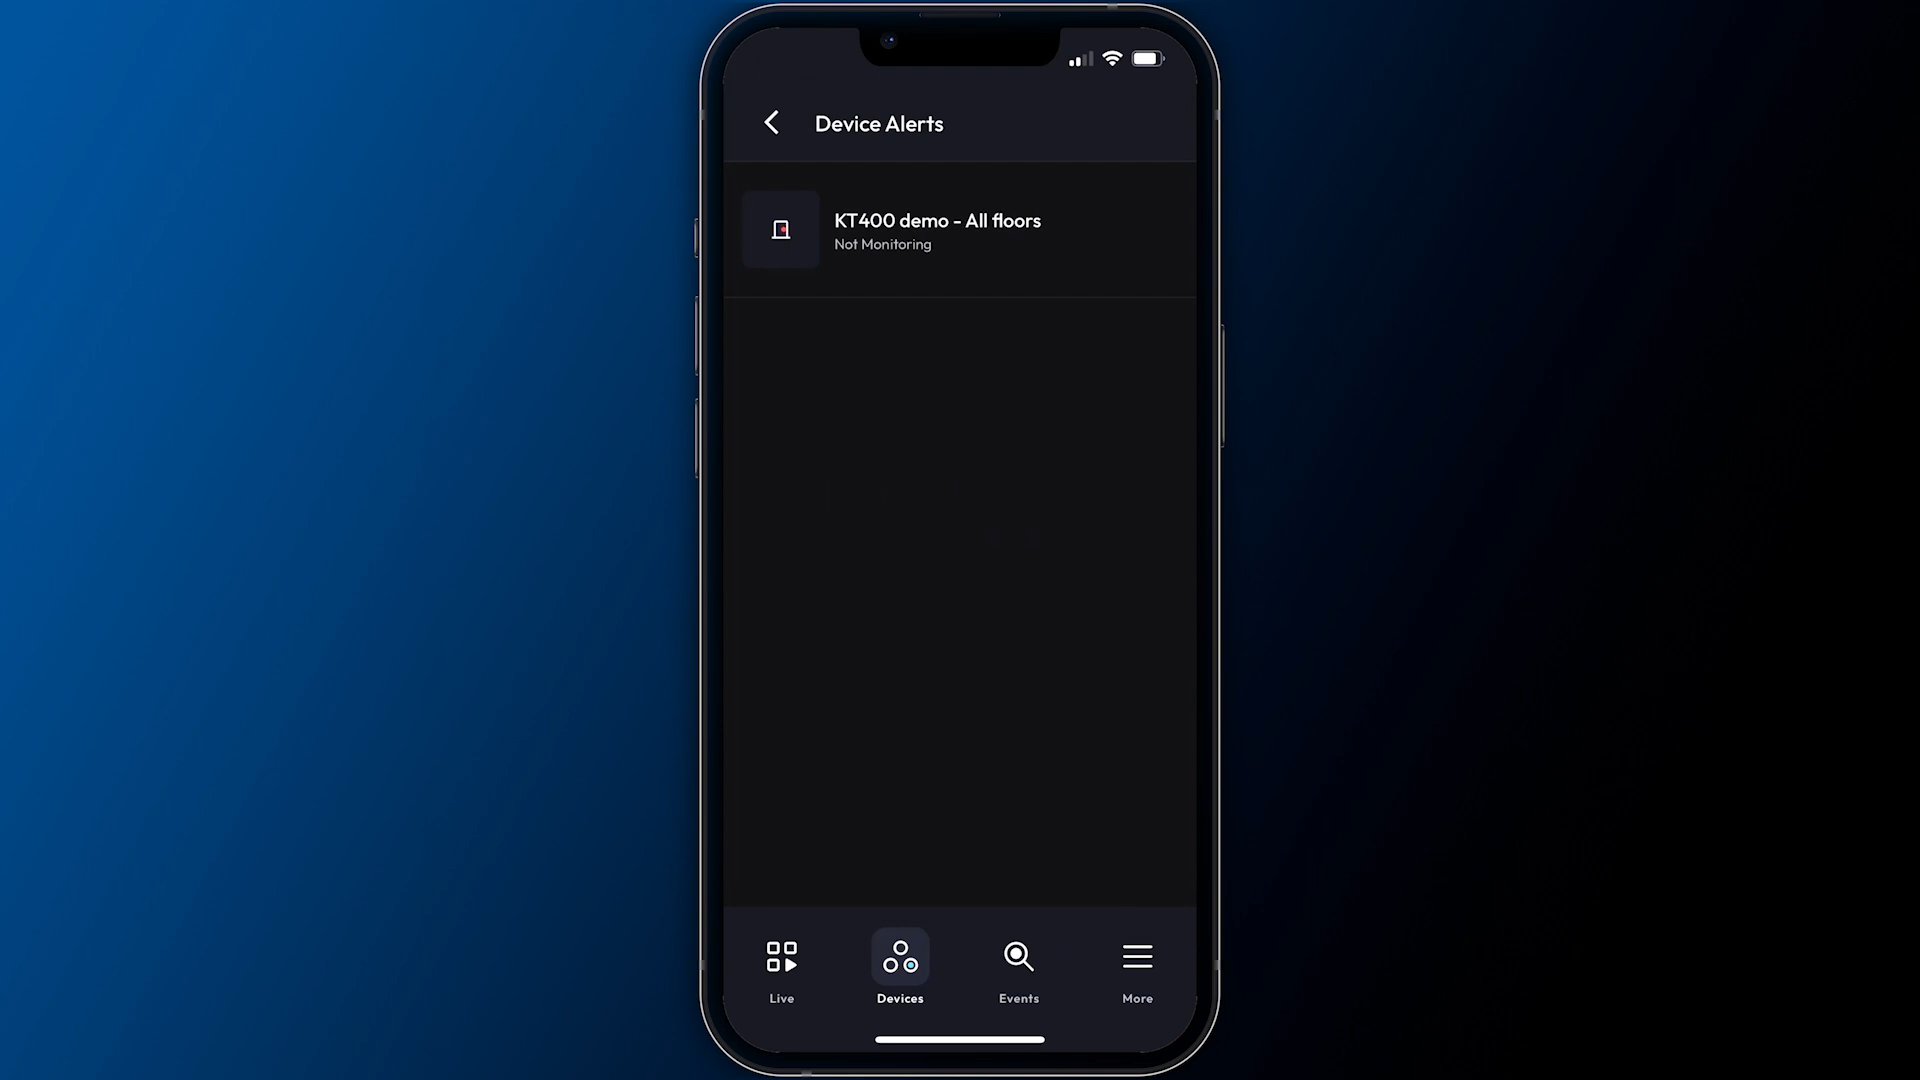 Device Alerts
KT400 demo - All floors
Not Monitoring
Live
Devices
Events
More